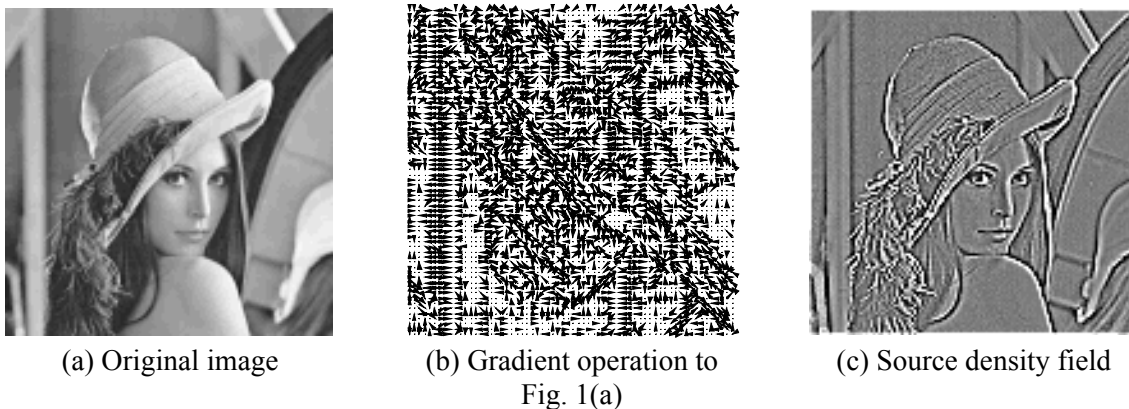 (a) Original image
(b) Gradient operation to
Fig. 1(a)
(c) Source density field